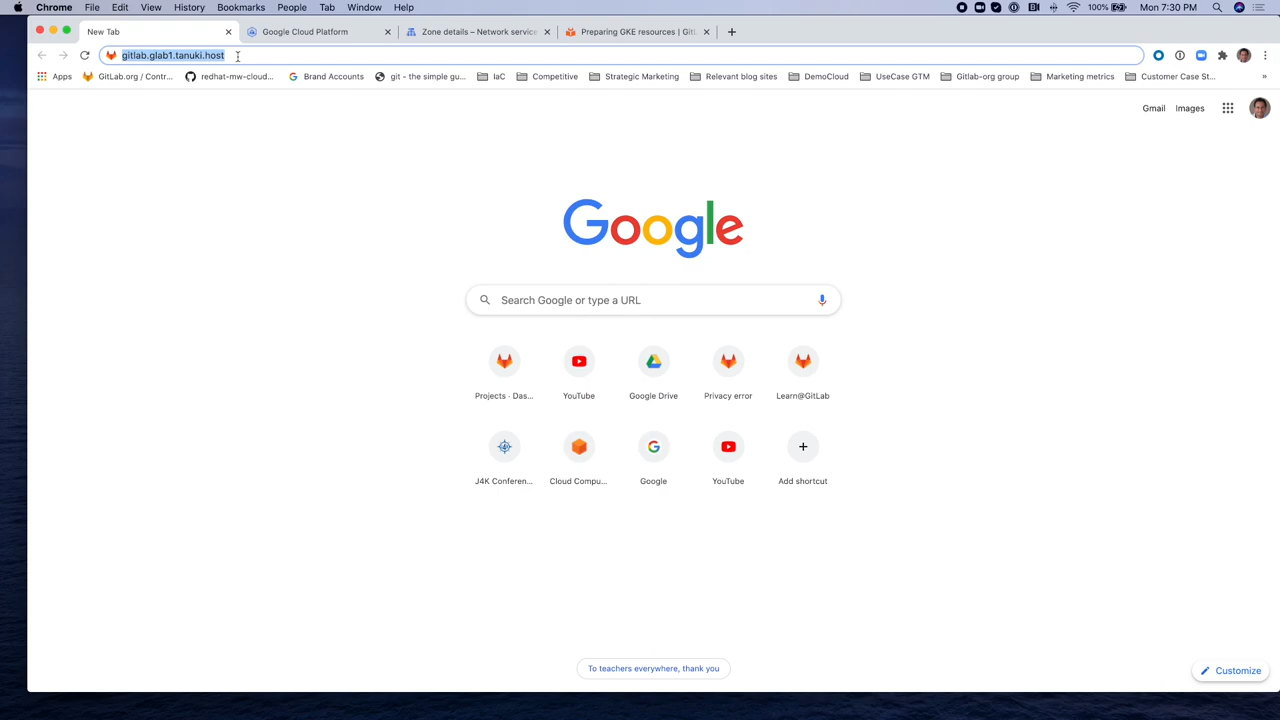 Chrome File Edit View History Bookmarks People Tab Window Help 100% Mon 7:30 PM
New Tab Google Cloud Platform Zone details – Network service Preparing GKE resources | GitL
gitlab.glab1.tanuki.host
Apps GitLab.org / Contr... redhat-mw-cloud... Brand Accounts git - the simple gu... IaC Competitive Strategic Marketing Relevant blog sites DemoCloud UseCase GTM Gitlab-org group Marketing metrics Customer Case St... »
Gmail Images
Google
Search Google or type a URL
Projects · Das... YouTube Google Drive Privacy error Learn@GitLab
J4K Conferen... Cloud Compu... Google YouTube Add shortcut
To teachers everywhere, thank you
Customize